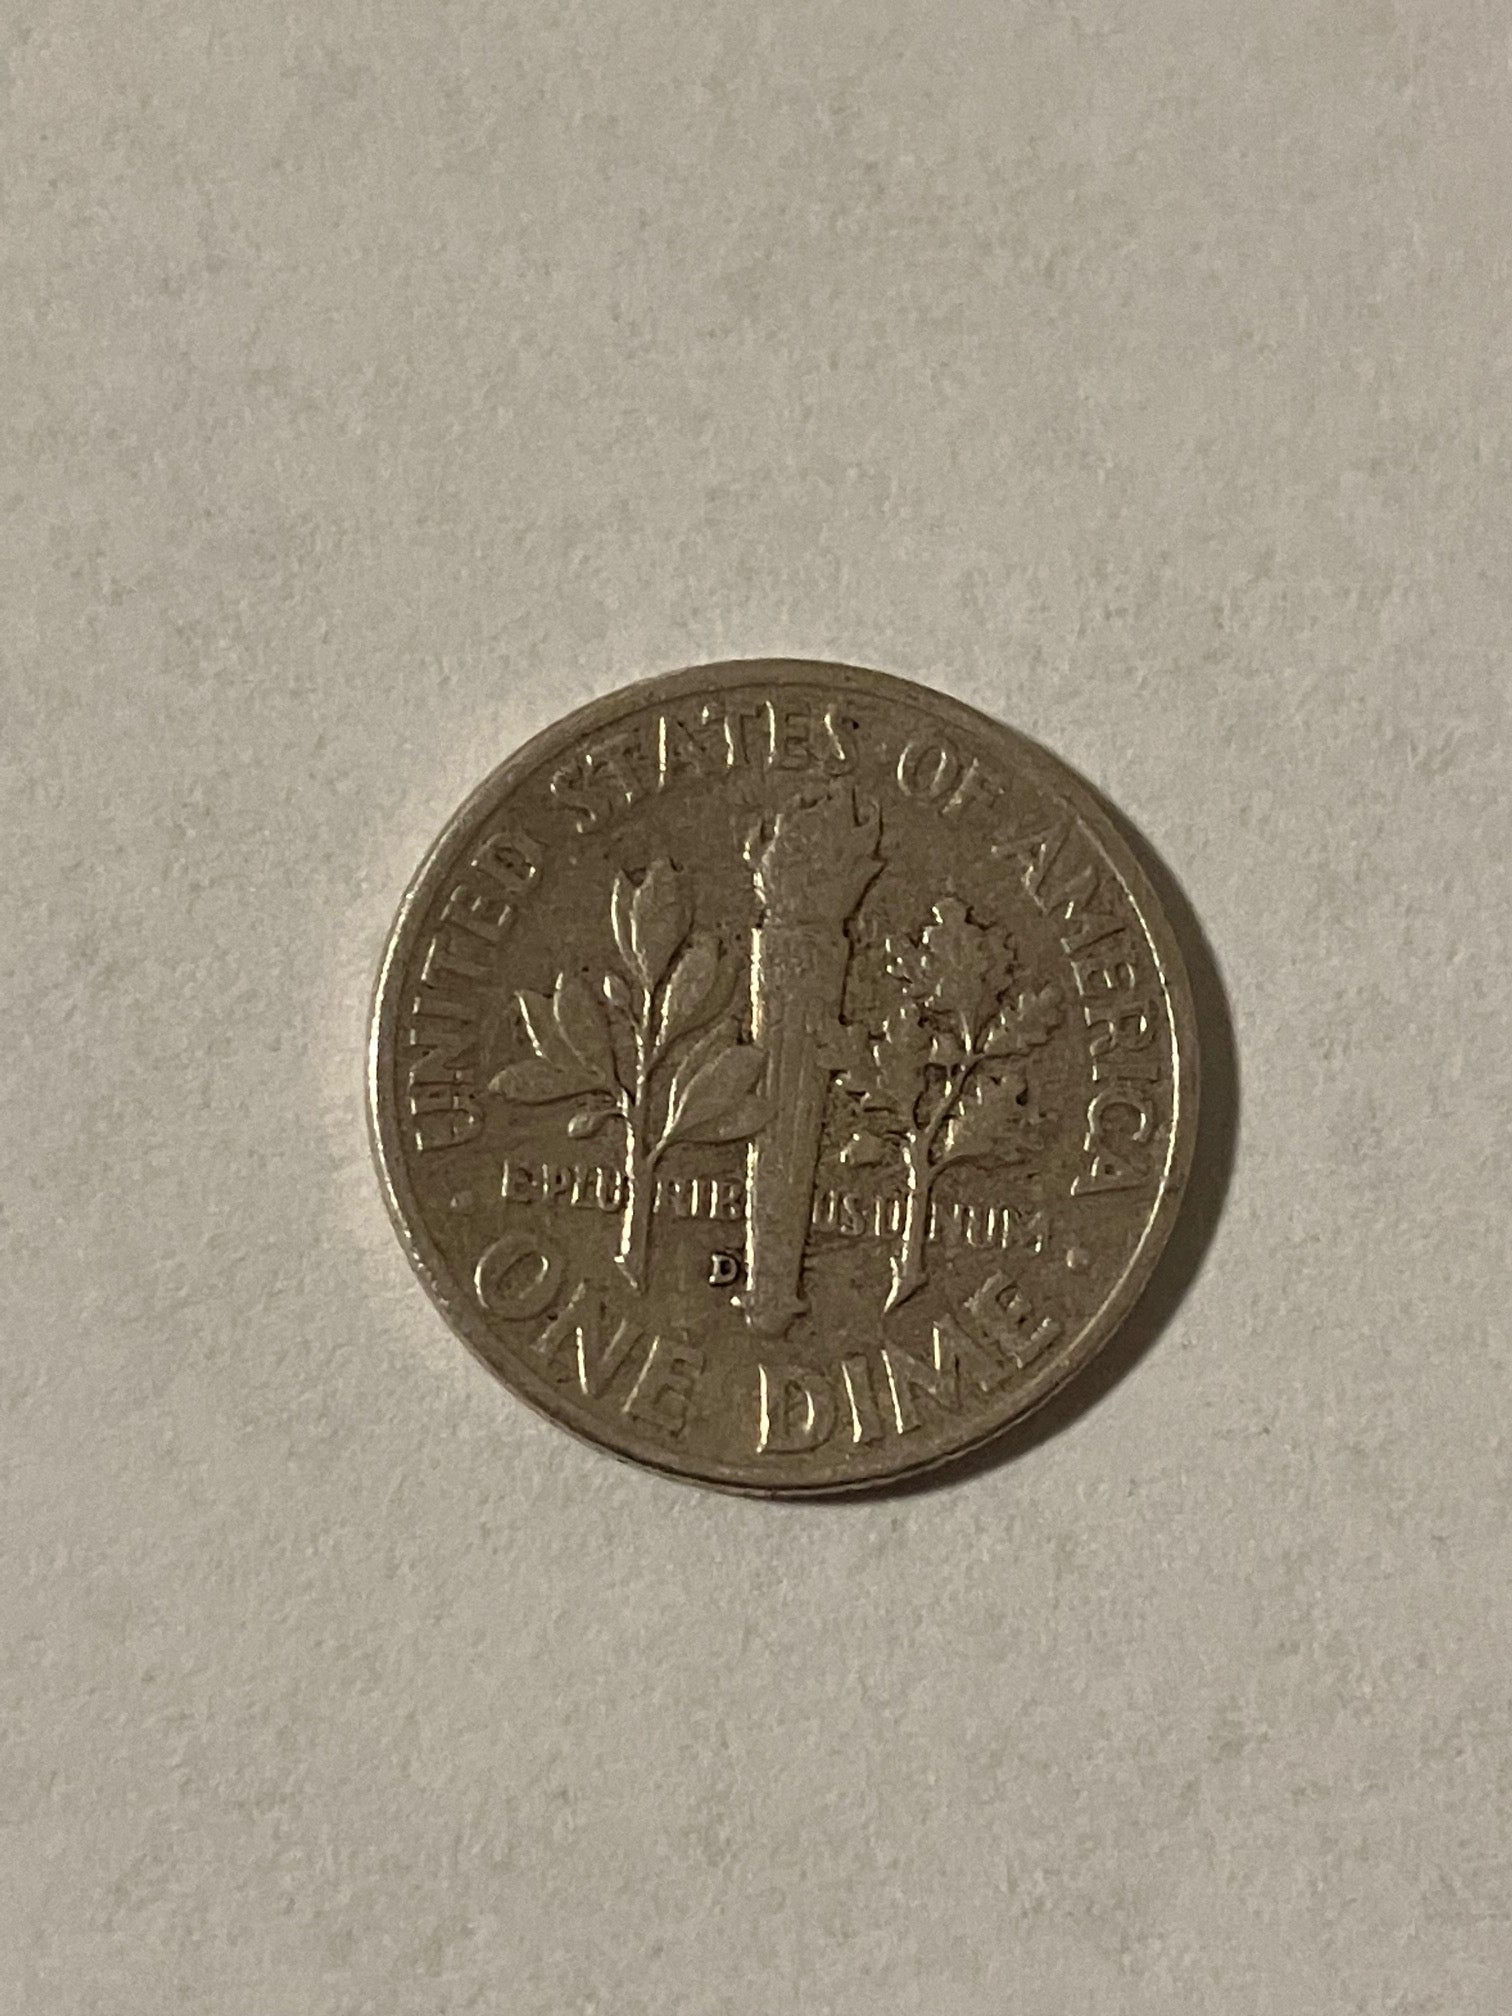 UNITED STATES OF AMERICA
E PLURIBUS UNUM
D
· ONE DIME ·